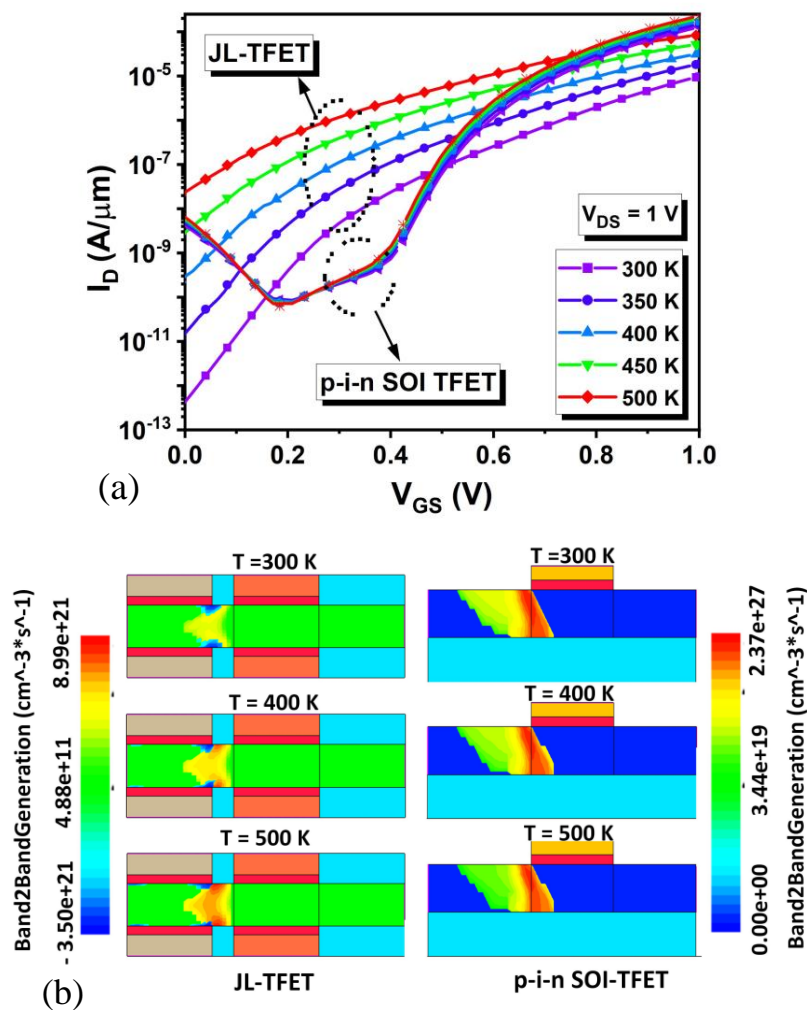 JL-TFET
10^-5
10^-7
10^-9
10^-11
10^-13
I_D (A/μm)
V_DS = 1 V
300 K
350 K
400 K
450 K
500 K
p-i-n SOI TFET
0.0 0.2 0.4 0.6 0.8 1.0
V_GS (V)
(a)
T =300 K
T =300 K
T = 400 K
T = 400 K
T = 500 K
T = 500 K
Band2BandGeneration (cm^-3*s^-1)
8.99e+21
4.88e+11
- 3.50e+21
2.37e+27
3.44e+19
0.00e+00
Band2BandGeneration (cm^-3*s^-1)
JL-TFET
p-i-n SOI-TFET
(b)